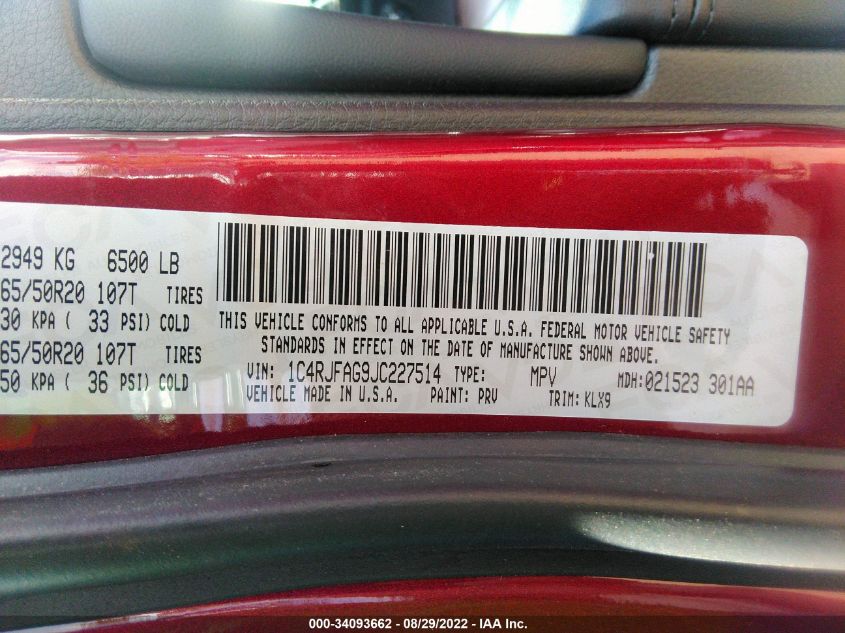 2949 KG 6500 LB
65/50R20 107T TIRES
30 KPA ( 33 PSI) COLD
65/50R20 107T TIRES
50 KPA ( 36 PSI) COLD
THIS VEHICLE CONFORMS TO ALL APPLICABLE U.S.A. FEDERAL MOTOR VEHICLE SAFETY
STANDARDS IN EFFECT ON THE DATE OF MANUFACTURE SHOWN ABOVE.
VIN: 1C4RJFAG9JC227514 TYPE: MPV MDH:021523 301AA
VEHICLE MADE IN U.S.A. PAINT: PRV TRIM: KLX9
000-34093662 - 08/29/2022 - IAA Inc.